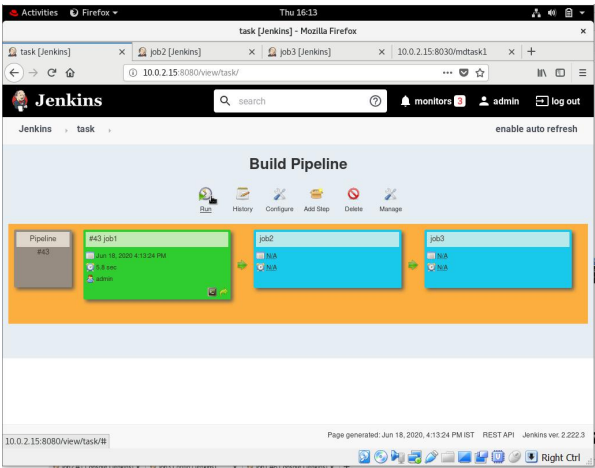 Activities Firefox Thu 16:13
task [Jenkins] - Mozilla Firefox ×
task [Jenkins] × job2 [Jenkins] × job3 [Jenkins] × 10.0.2.15:8030/mdtask1 × +
10.0.2.15:8080/view/task/
Jenkins search monitors 3 admin log out
Jenkins task enable auto refresh
Build Pipeline
Run History Configure Add Step Delete Manage
Pipeline #43 job1 job2 job3
#43
Jun 18, 2020 4:13:24 PM N/A N/A
5.8 sec N/A N/A
admin
Page generated: Jun 18, 2020, 4:13:24 PM IST REST API Jenkins ver. 2.222.3
10.0.2.15:8080/view/task/#
Right Ctrl